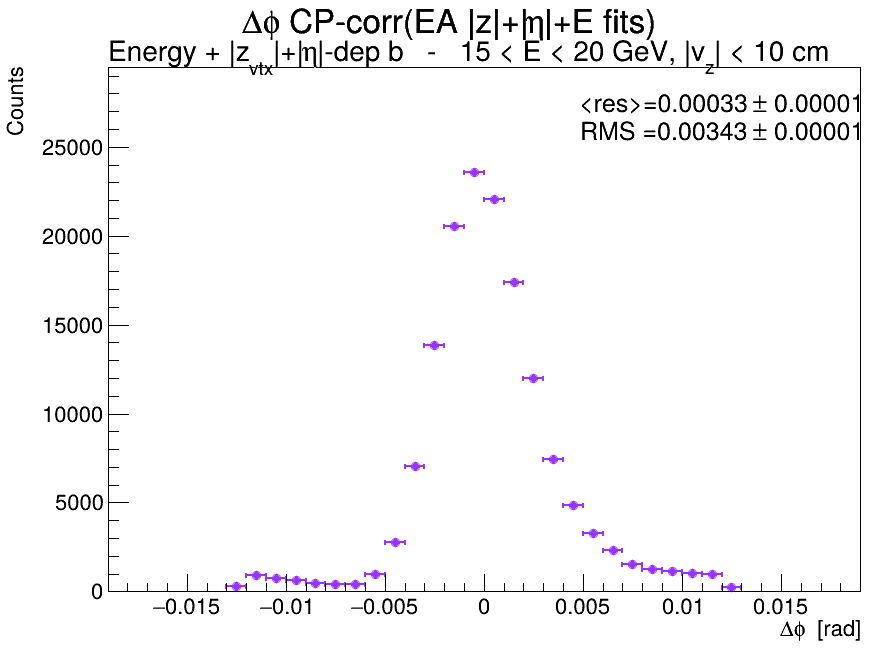 Δϕ CP-corr(EA |z|+|η|+E fits)
Energy + |z_vtx|+|η|-dep b - 15 < E < 20 GeV, |v_z| < 10 cm
<res>=0.00033 ± 0.00001
RMS =0.00343 ± 0.00001
Counts
25000
20000
15000
10000
5000
0
−0.015 −0.01 −0.005 0 0.005 0.01 0.015
Δϕ [rad]